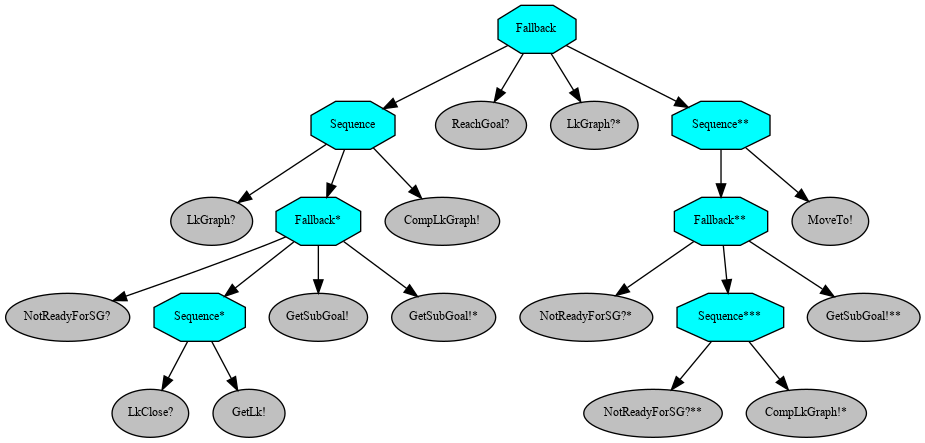 Fallback
Sequence
ReachGoal?
LkGraph?*
Sequence**
LkGraph?
Fallback*
CompLkGraph!
Fallback**
MoveTo!
NotReadyForSG?
Sequence*
GetSubGoal!
GetSubGoal!*
NotReadyForSG?*
Sequence***
GetSubGoal!**
LkClose?
GetLk!
NotReadyForSG?**
CompLkGraph!*